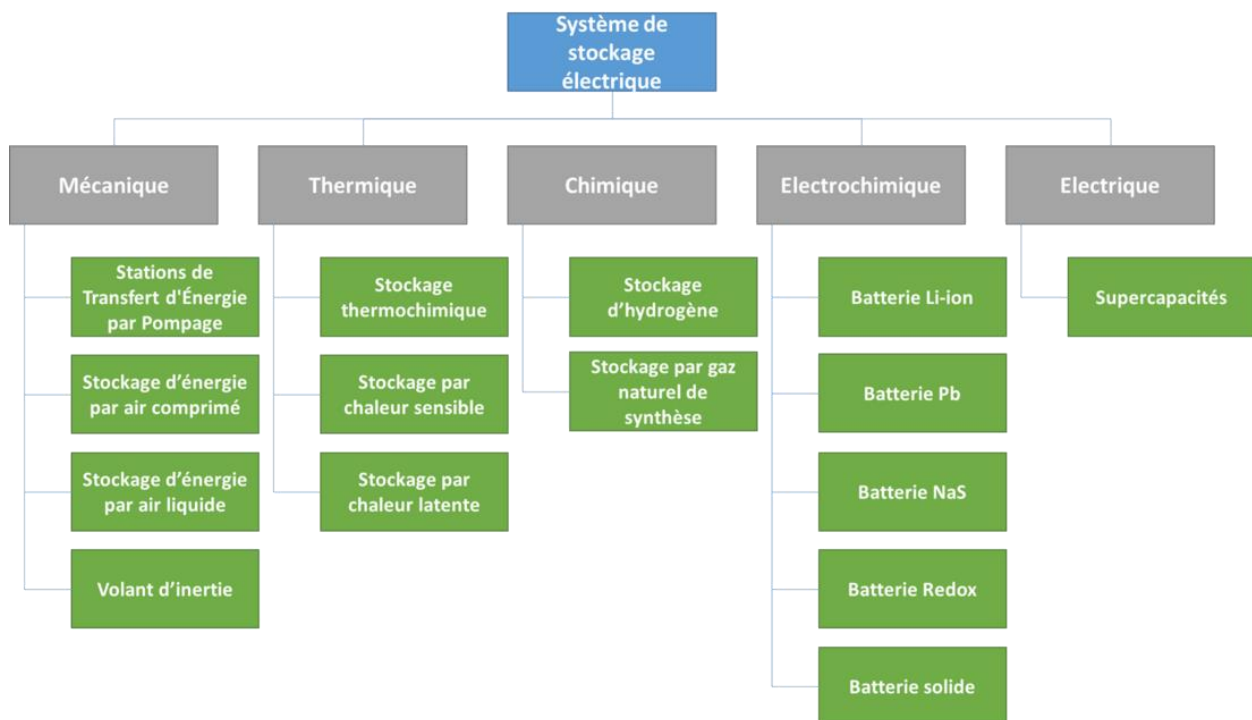 Système de
stockage
électrique
Mécanique
Thermique
Chimique
Electrochimique
Electrique
Stations de
Transfert d'Énergie
par Pompage
Stockage d’énergie
par air comprimé
Stockage d’énergie
par air liquide
Volant d’inertie
Stockage
thermochimique
Stockage par
chaleur sensible
Stockage par
chaleur latente
Stockage
d’hydrogène
Stockage par gaz
naturel de
synthèse
Batterie Li-ion
Batterie Pb
Batterie NaS
Batterie Redox
Batterie solide
Supercapacités